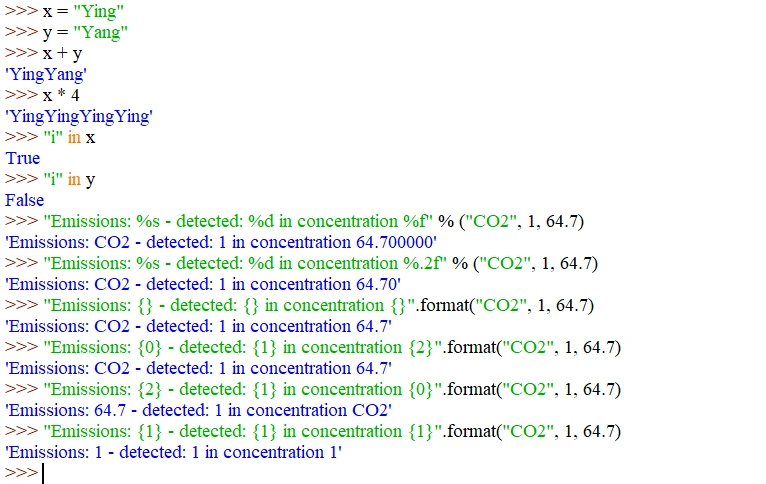 >>> x = "Ying"
>>> y = "Yang"
>>> x + y
'YingYang'
>>> x * 4
'YingYingYingYing'
>>> "i" in x
True
>>> "i" in y
False
>>> "Emissions: %s - detected: %d in concentration %f" % ("CO2", 1, 64.7)
'Emissions: CO2 - detected: 1 in concentration 64.700000'
>>> "Emissions: %s - detected: %d in concentration %.2f" % ("CO2", 1, 64.7)
'Emissions: CO2 - detected: 1 in concentration 64.70'
>>> "Emissions: {} - detected: {} in concentration {}".format("CO2", 1, 64.7)
'Emissions: CO2 - detected: 1 in concentration 64.7'
>>> "Emissions: {0} - detected: {1} in concentration {2}".format("CO2", 1, 64.7)
'Emissions: CO2 - detected: 1 in concentration 64.7'
>>> "Emissions: {2} - detected: {1} in concentration {0}".format("CO2", 1, 64.7)
'Emissions: 64.7 - detected: 1 in concentration CO2'
>>> "Emissions: {1} - detected: {1} in concentration {1}".format("CO2", 1, 64.7)
'Emissions: 1 - detected: 1 in concentration 1'
>>>